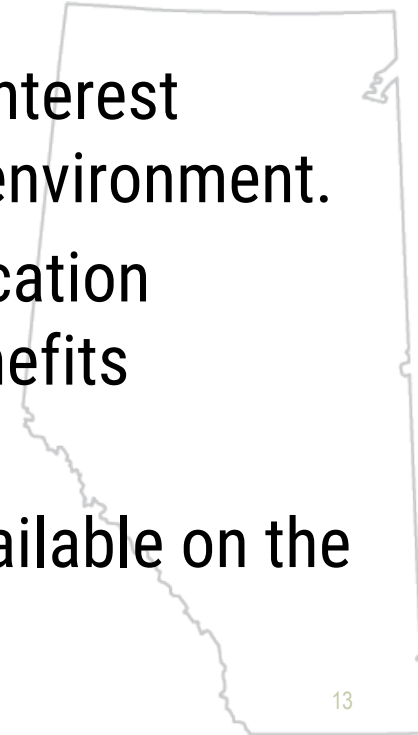 nterest
environment.
cation
nefits
ailable on the
13